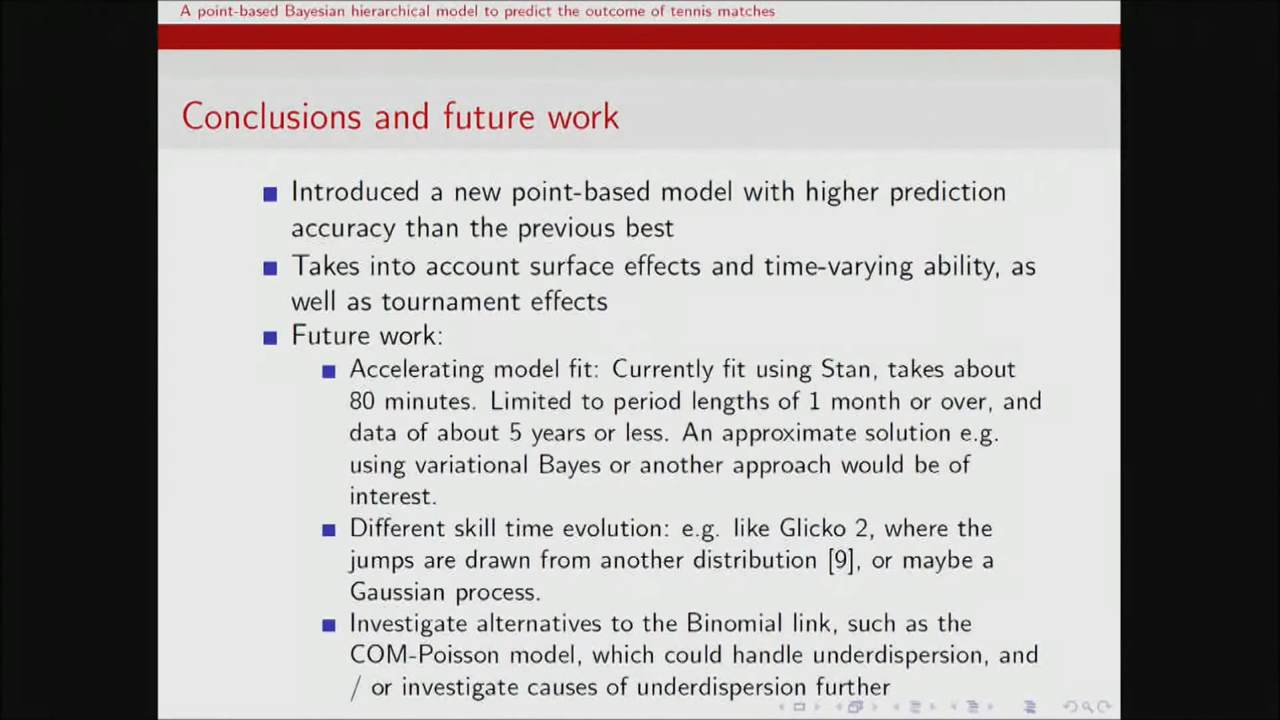 A point-based Bayesian hierarchical model to predict the outcome of tennis matches
Conclusions and future work
Introduced a new point-based model with higher prediction
accuracy than the previous best
Takes into account surface effects and time-varying ability, as
well as tournament effects
Future work:
Accelerating model fit: Currently fit using Stan, takes about
80 minutes. Limited to period lengths of 1 month or over, and
data of about 5 years or less. An approximate solution e.g.
using variational Bayes or another approach would be of
interest.
Different skill time evolution: e.g. like Glicko 2, where the
jumps are drawn from another distribution [9], or maybe a
Gaussian process.
Investigate alternatives to the Binomial link, such as the
COM-Poisson model, which could handle underdispersion, and
/ or investigate causes of underdispersion further